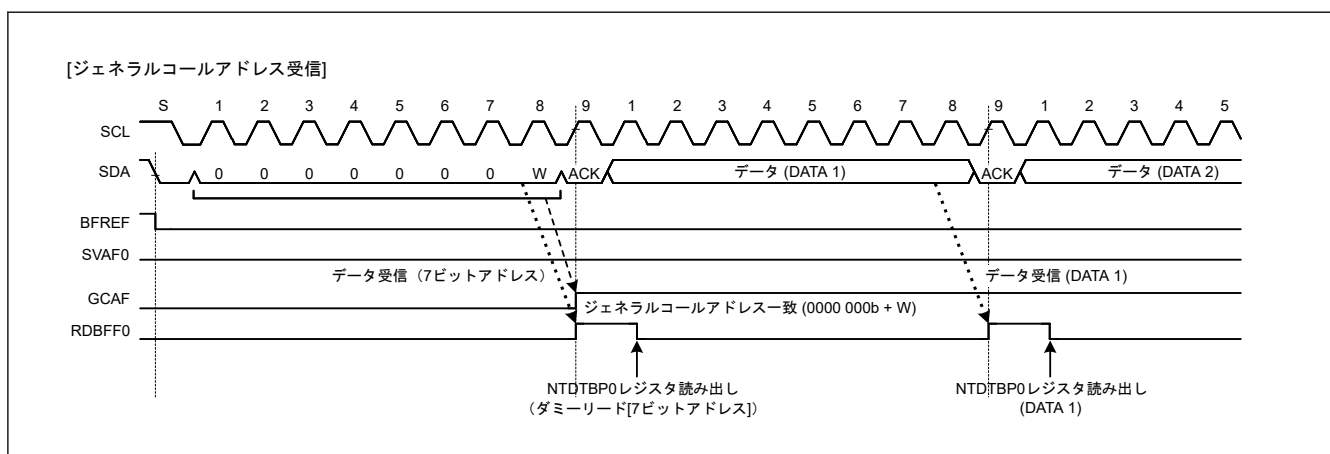 [ジェネラルコールアドレス受信]
S 1 2 3 4 5 6 7 8 9 1 2 3 4 5 6 7 8 9 1 2 3 4 5
SCL
SDA 0 0 0 0 0 0 0 W ACK データ (DATA 1) ACK データ (DATA 2)
BFREF
SVAF0
データ受信（7ビットアドレス） データ受信 (DATA 1)
GCAF
ジェネラルコールアドレス一致 (0000 000b + W)
RDBFF0
NTDTBP0レジスタ読み出し
（ダミーリード[7ビットアドレス]）
NTDTBP0レジスタ読み出し
(DATA 1)